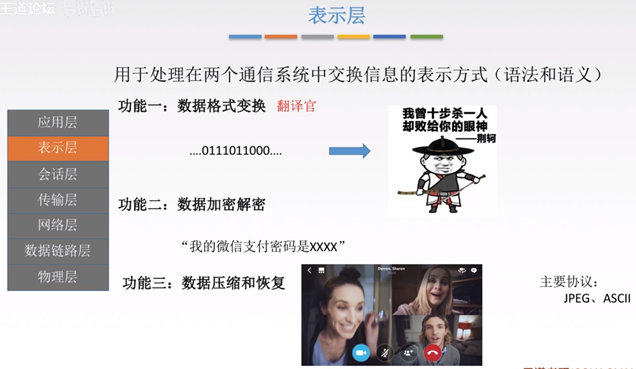 王道论坛
表示层
用于处理在两个通信系统中交换信息的表示方式（语法和语义）
功能一：数据格式变换 翻译官
....0111011000....
我曾十步杀一人
却败给你的眼神
——荆轲
应用层
表示层
会话层
传输层
网络层
数据链路层
物理层
功能二：数据加密解密
“我的微信支付密码是XXXX”
功能三：数据压缩和恢复
主要协议：
JPEG、ASCII